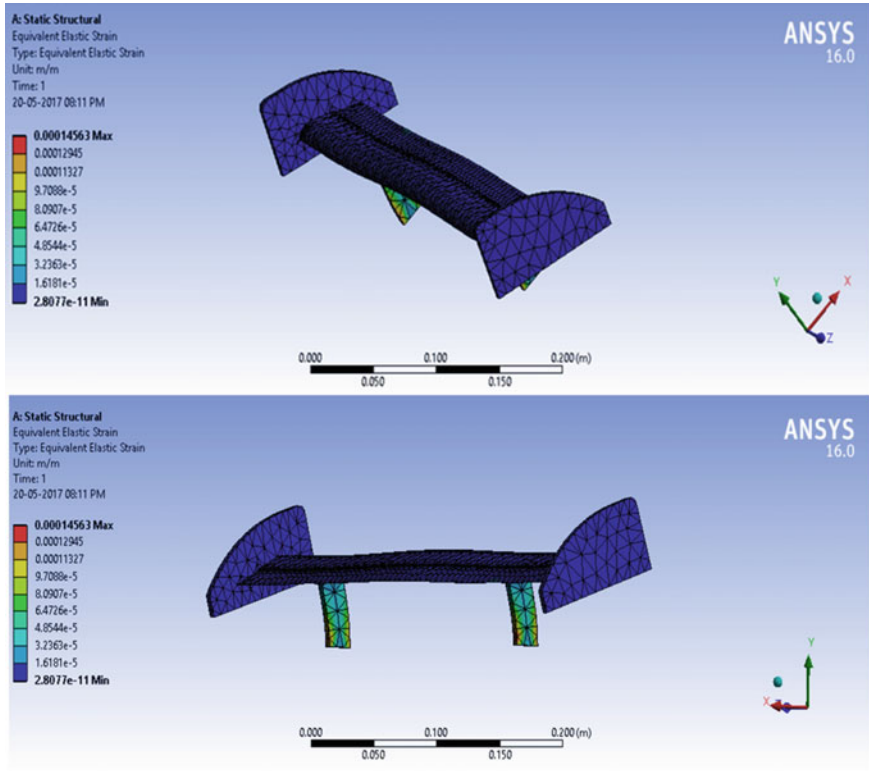 A: Static Structural
Equivalent Elastic Strain
Type: Equivalent Elastic Strain
Unit: m/m
Time: 1
20-05-2017 08:11 PM
0.00014563 Max
0.00012945
0.00011327
9.7088e-5
8.0907e-5
6.4726e-5
4.8544e-5
3.2363e-5
1.6181e-5
2.8077e-11 Min
ANSYS
16.0
Y
X
Z
0.000 0.100 0.200 (m)
0.050 0.150
A: Static Structural
Equivalent Elastic Strain
Type: Equivalent Elastic Strain
Unit: m/m
Time: 1
20-05-2017 08:11 PM
0.00014563 Max
0.00012945
0.00011327
9.7088e-5
8.0907e-5
6.4726e-5
4.8544e-5
3.2363e-5
1.6181e-5
2.8077e-11 Min
ANSYS
16.0
Y
X
0.000 0.100 0.200 (m)
0.050 0.150